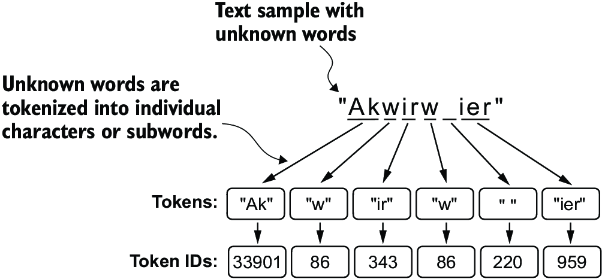 Text sample with
unknown words
Unknown words are
tokenized into individual
characters or subwords.
"Akwirw ier"
Tokens: "Ak" "w" "ir" "w" " " "ier"
Token IDs: 33901 86 343 86 220 959